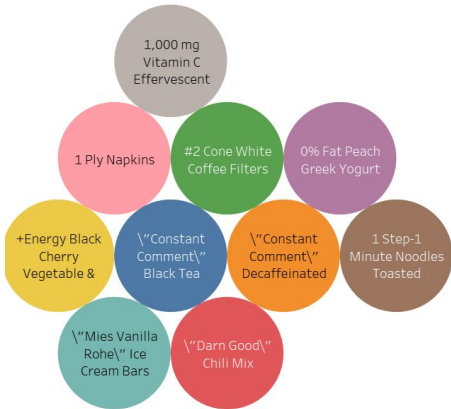 1,000 mg
Vitamin C
Effervescent
1 Ply Napkins
#2 Cone White
Coffee Filters
0% Fat Peach
Greek Yogurt
+Energy Black
Cherry
Vegetable &
\"Constant
Comment\"
Black Tea
\"Constant
Comment\"
Decaffeinated
1 Step-1
Minute Noodles
Toasted
\"Mies Vanilla
Rohe\" Ice
Cream Bars
\"Darn Good\"
Chili Mix